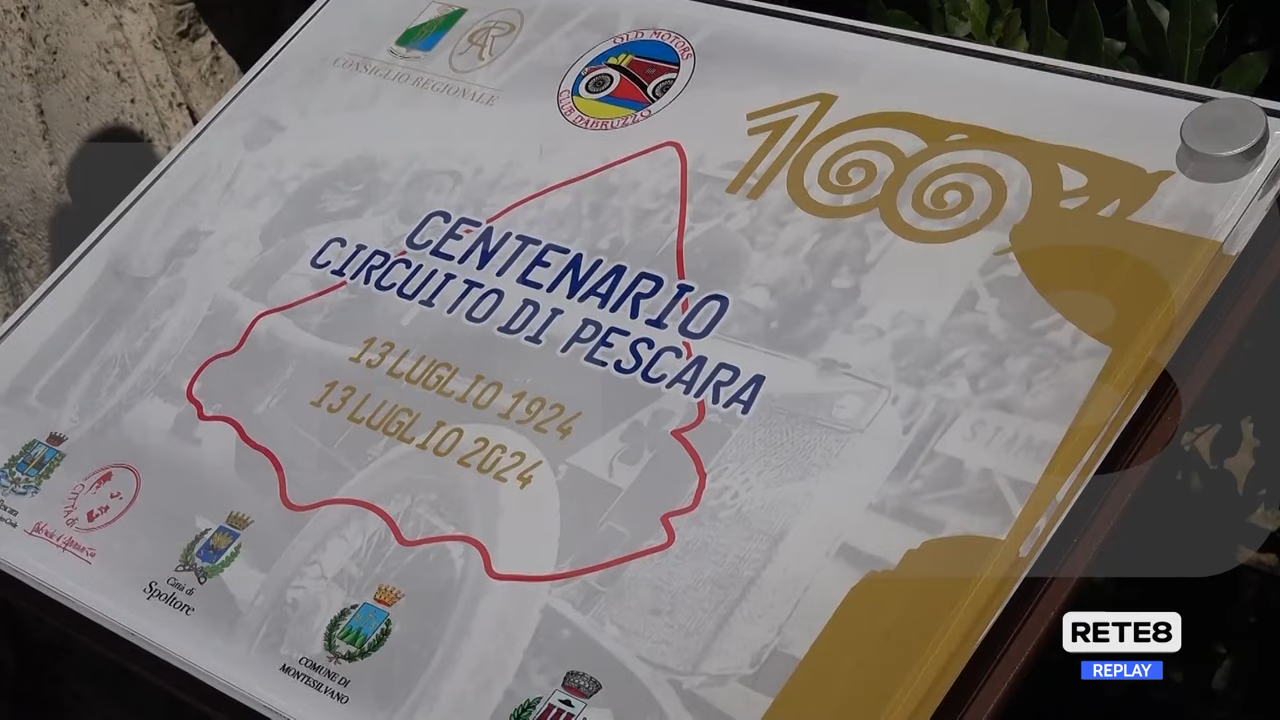 CONSIGLIO REGIONALE
OLD MOTORS
CLUB D'ABRUZZO
100
CENTENARIO
CIRCUITO DI PESCARA
13 LUGLIO 1924
13 LUGLIO 2024
CITTÀ di
Città di
Spoltore
COMUNE DI
MONTESILVANO
RETE8
REPLAY